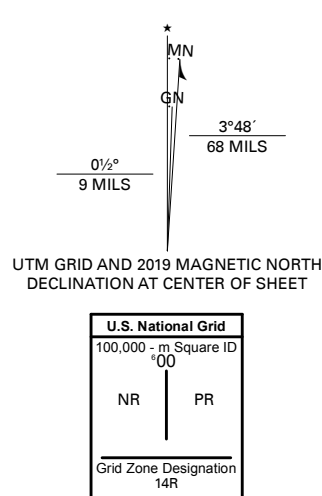 ★
MN
GN
3°48´
68 MILS
0½°
9 MILS
UTM GRID AND 2019 MAGNETIC NORTH
DECLINATION AT CENTER OF SHEET
U.S. National Grid
100,000 - m Square ID
⁶00
NR PR
Grid Zone Designation
14R